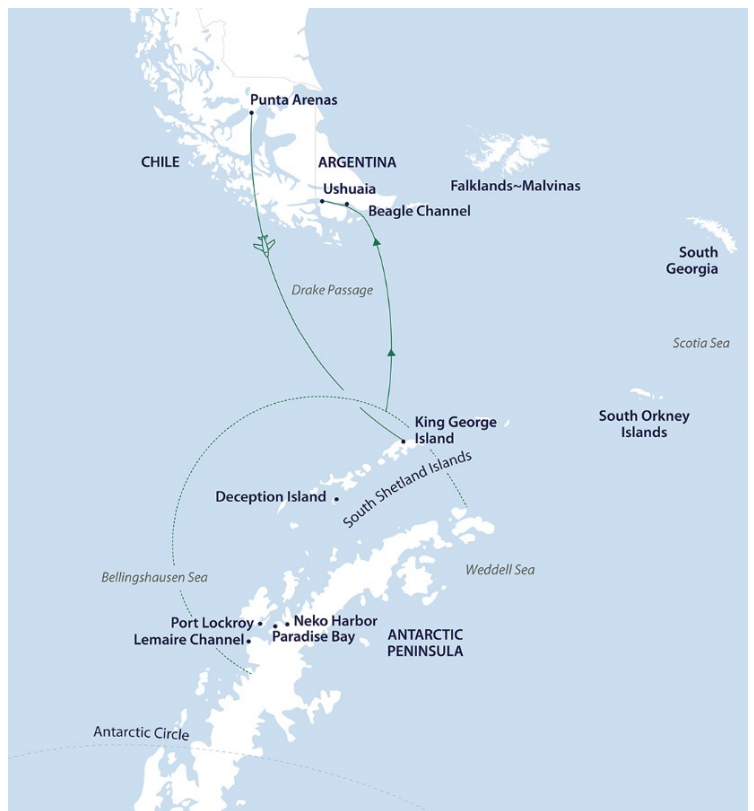 Punta Arenas
CHILE
ARGENTINA
Ushuaia
Falklands~Malvinas
Beagle Channel
South
Georgia
Drake Passage
Scotia Sea
King George
Island
South Orkney
Islands
South Shetland Islands
Deception Island
Weddell Sea
Bellingshausen Sea
Port Lockroy
Neko Harbor
Lemaire Channel
Paradise Bay
ANTARCTIC
PENINSULA
Antarctic Circle